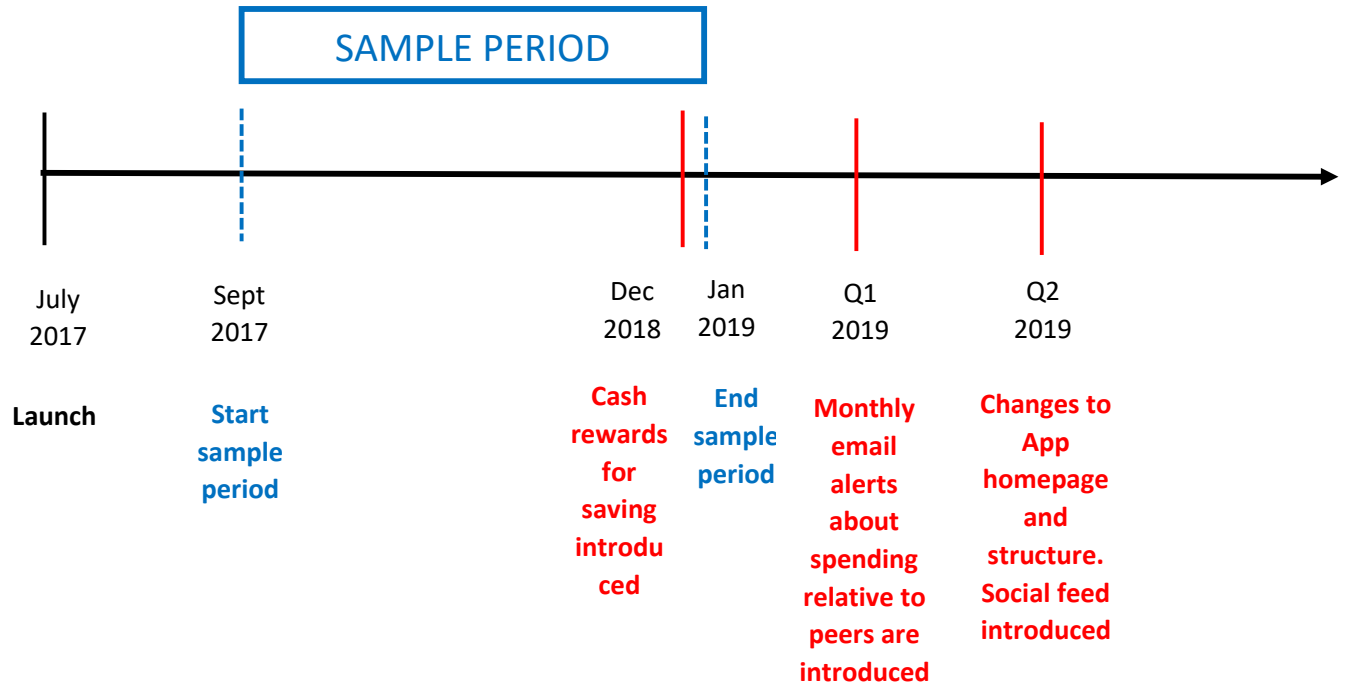 SAMPLE PERIOD
July
2017
Sept
2017
Dec
2018
Jan
2019
Q1
2019
Q2
2019
Launch
Start
sample
period
Cash
rewards
for
saving
introdu
ced
End
sample
period
Monthly
email
alerts
about
spending
relative to
peers are
introduced
Changes to
App
homepage
and
structure.
Social feed
introduced